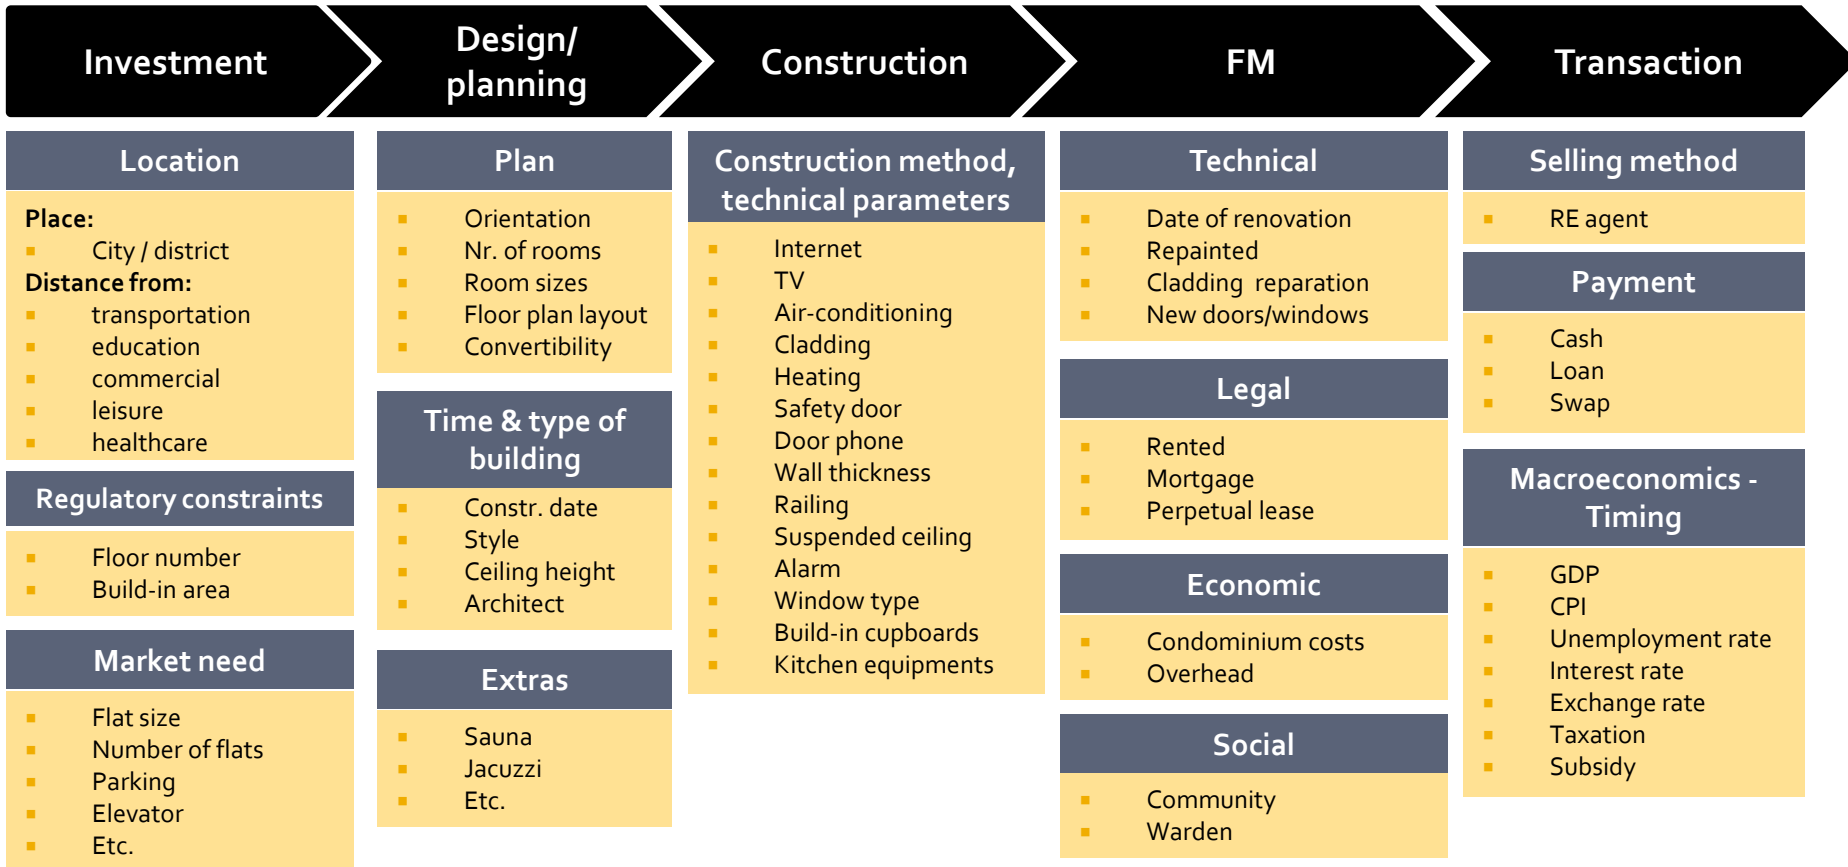 Investment
Design/
planning
Construction
FM
Transaction
Location
Place:
City / district
Distance from:
transportation
education
commercial
leisure
healthcare
Regulatory constraints
Floor number
Build-in area
Market need
Flat size
Number of flats
Parking
Elevator
Etc.
Plan
Orientation
Nr. of rooms
Room sizes
Floor plan layout
Convertibility
Time & type of
building
Constr. date
Style
Ceiling height
Architect
Extras
Sauna
Jacuzzi
Etc.
Construction method,
technical parameters
Internet
TV
Air-conditioning
Cladding
Heating
Safety door
Door phone
Wall thickness
Railing
Suspended ceiling
Alarm
Window type
Build-in cupboards
Kitchen equipments
Technical
Date of renovation
Repainted
Cladding reparation
New doors/windows
Legal
Rented
Mortgage
Perpetual lease
Economic
Condominium costs
Overhead
Social
Community
Warden
Selling method
RE agent
Payment
Cash
Loan
Swap
Macroeconomics -
Timing
GDP
CPI
Unemployment rate
Interest rate
Exchange rate
Taxation
Subsidy